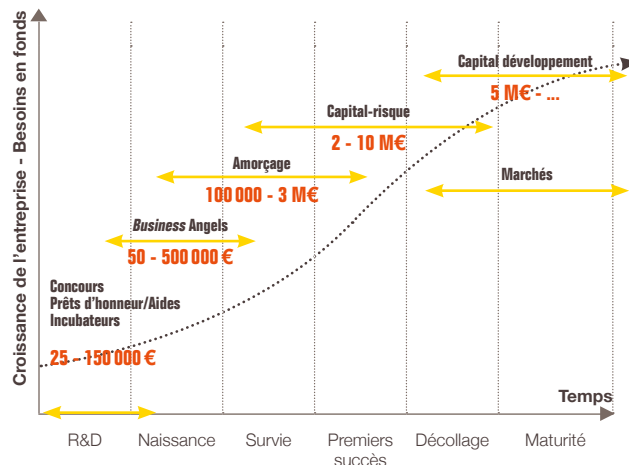 Croissance de l'entreprise - Besoins en fonds
Capital développement
5 M€ - ...
Capital-risque
2 - 10 M€
Amorçage
100 000 - 3 M€
Marchés
Business Angels
50 - 500 000 €
Concours
Prêts d'honneur/Aides
Incubateurs
25 - 150 000 €
Temps
R&D
Naissance
Survie
Premiers
succès
Décollage
Maturité